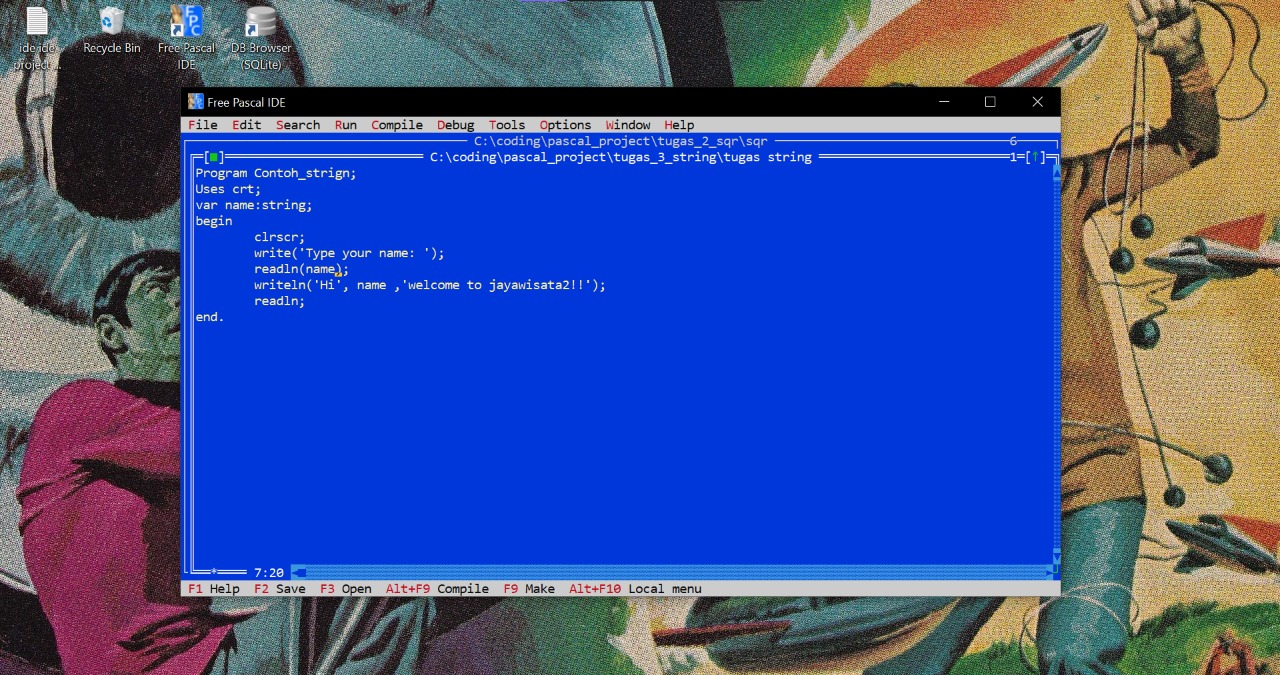 ide ide project ...
Recycle Bin
Free Pascal IDE
DB Browser (SQLite)
Free Pascal IDE
File Edit Search Run Compile Debug Tools Options Window Help
C:\coding\pascal_project\tugas_2_sqr\sqr 6
[■] C:\coding\pascal_project\tugas_3_string\tugas string 1=[↑]
Program Contoh_strign;
Uses crt;
var name:string;
begin
clrscr;
write('Type your name: ');
readln(name);
writeln('Hi', name ,'welcome to jayawisata2!!');
readln;
end.
* 7:20
F1 Help F2 Save F3 Open Alt+F9 Compile F9 Make Alt+F10 Local menu